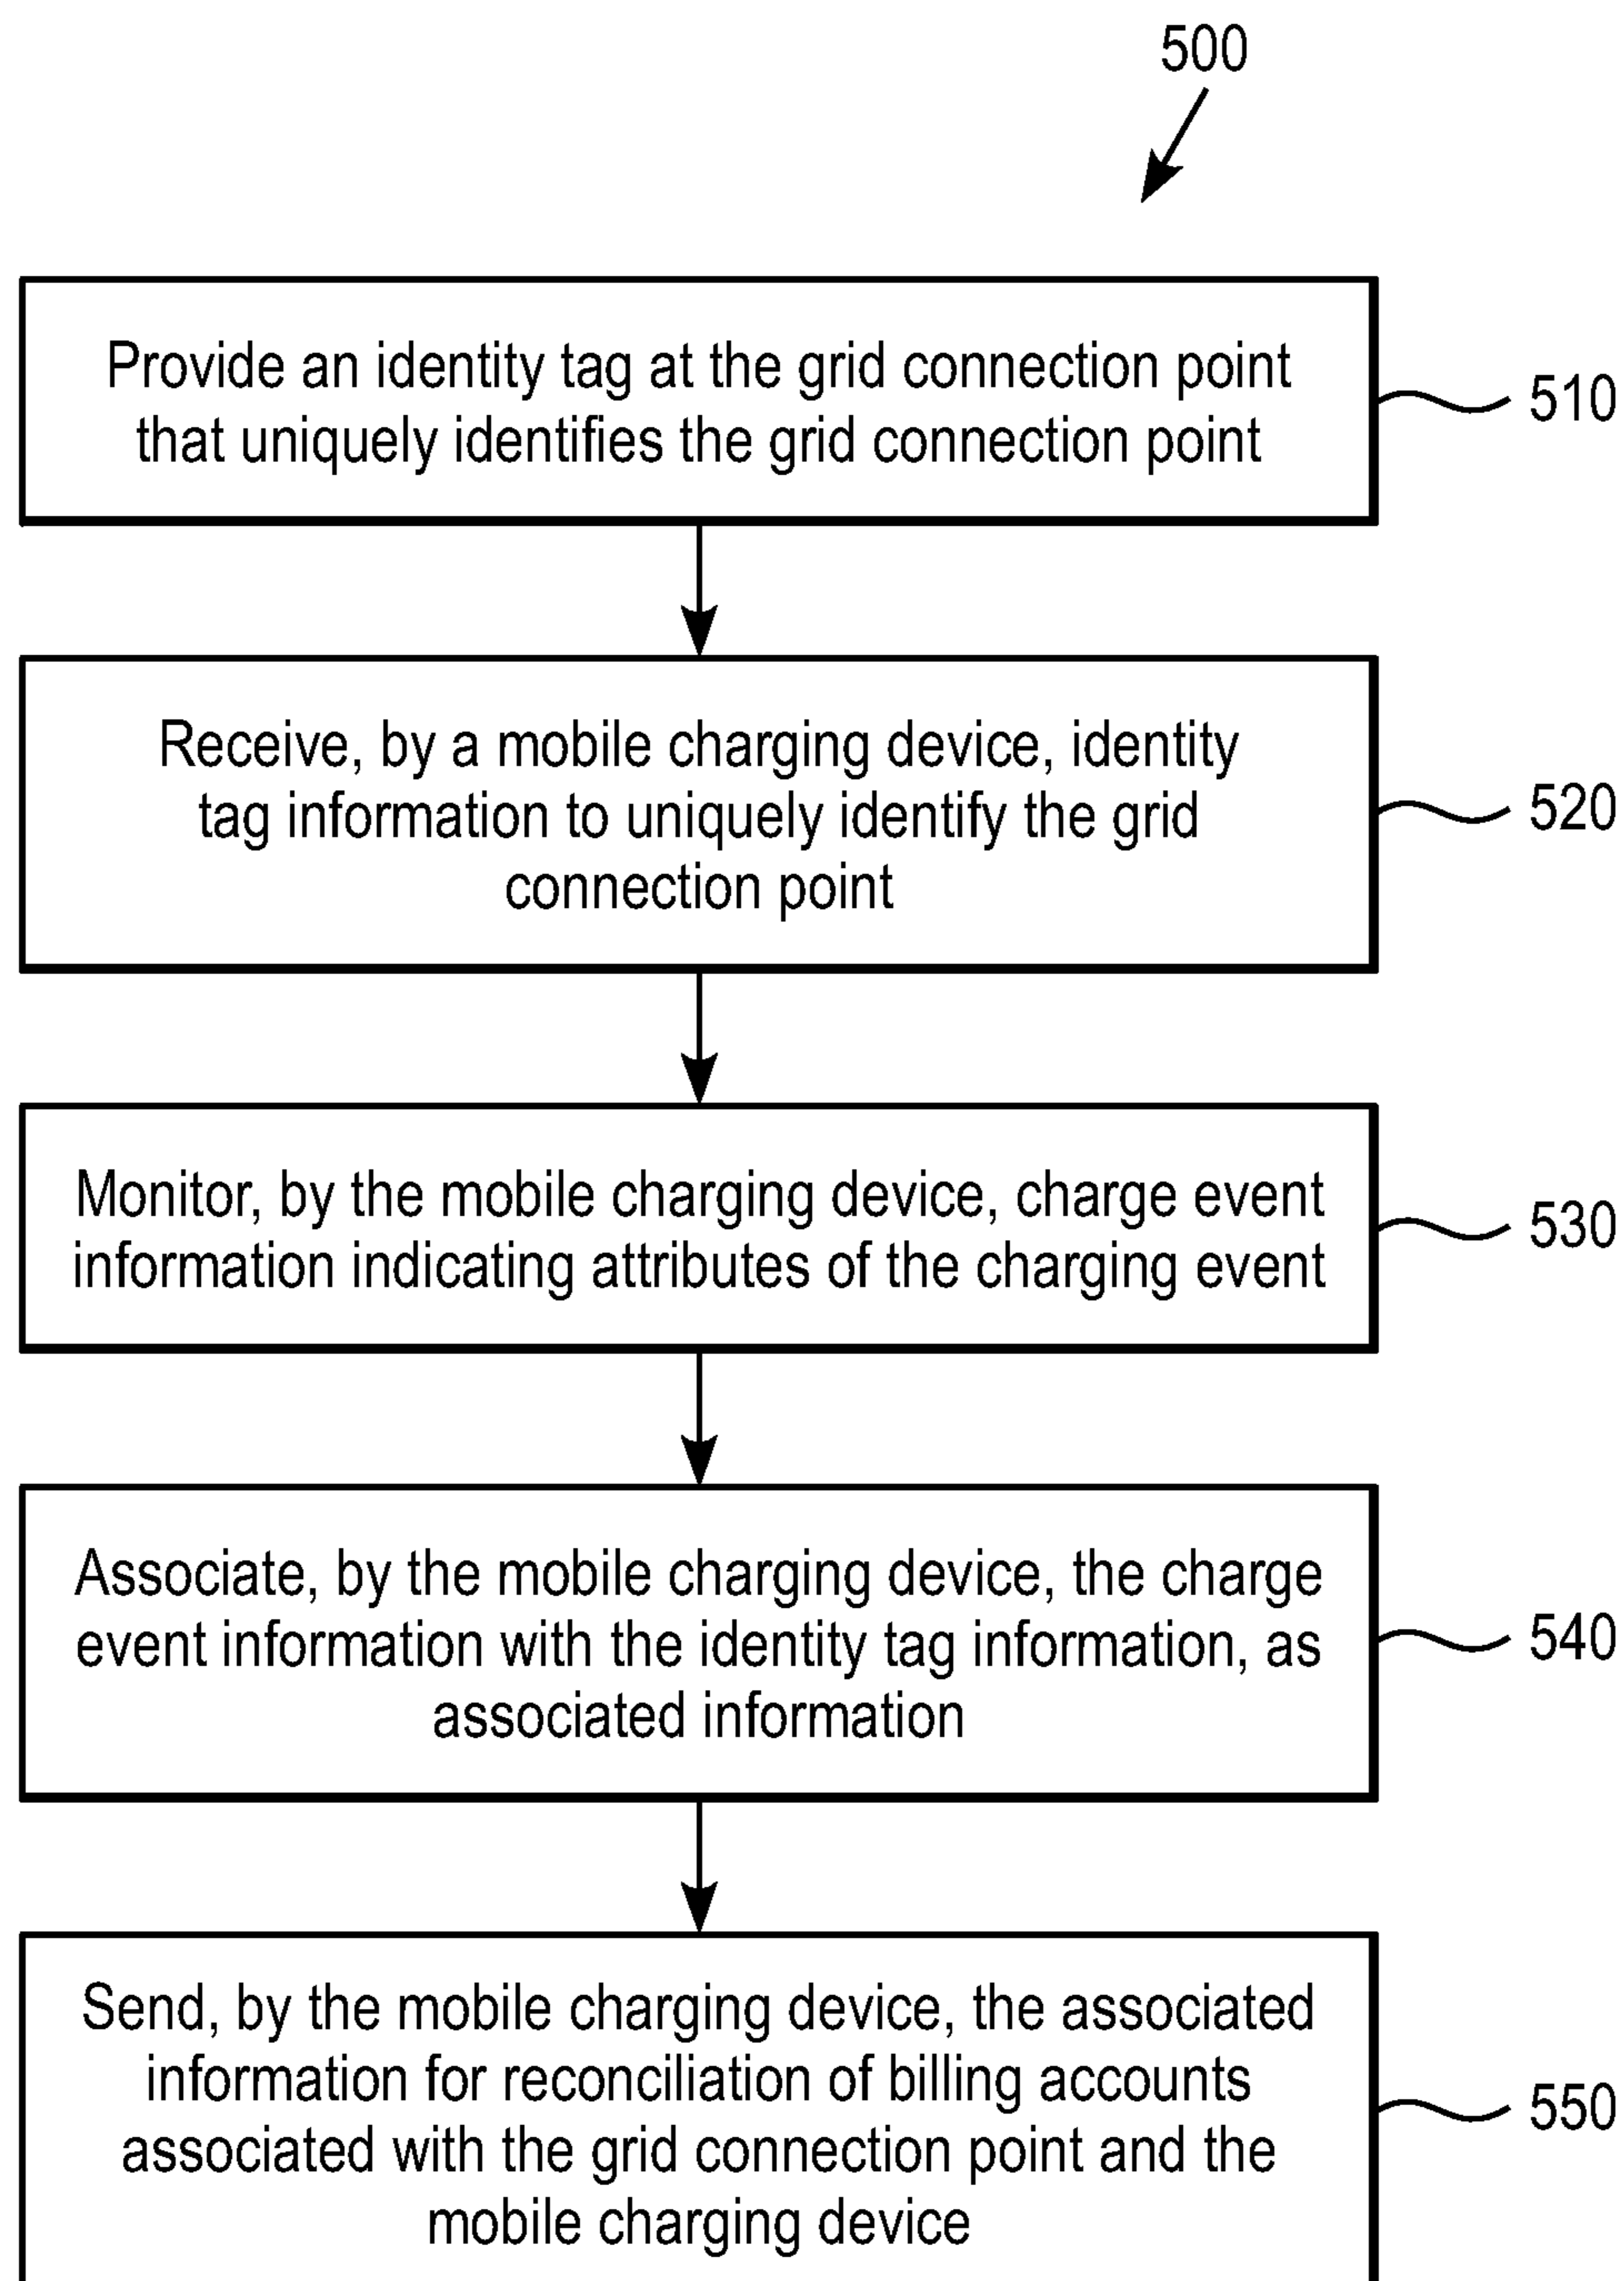 500
Provide an identity tag at the grid connection point
that uniquely identifies the grid connection point
510
Receive, by a mobile charging device, identity
tag information to uniquely identify the grid
connection point
520
Monitor, by the mobile charging device, charge event
information indicating attributes of the charging event
530
Associate, by the mobile charging device, the charge
event information with the identity tag information, as
associated information
540
Send, by the mobile charging device, the associated
information for reconciliation of billing accounts
associated with the grid connection point and the
mobile charging device
550